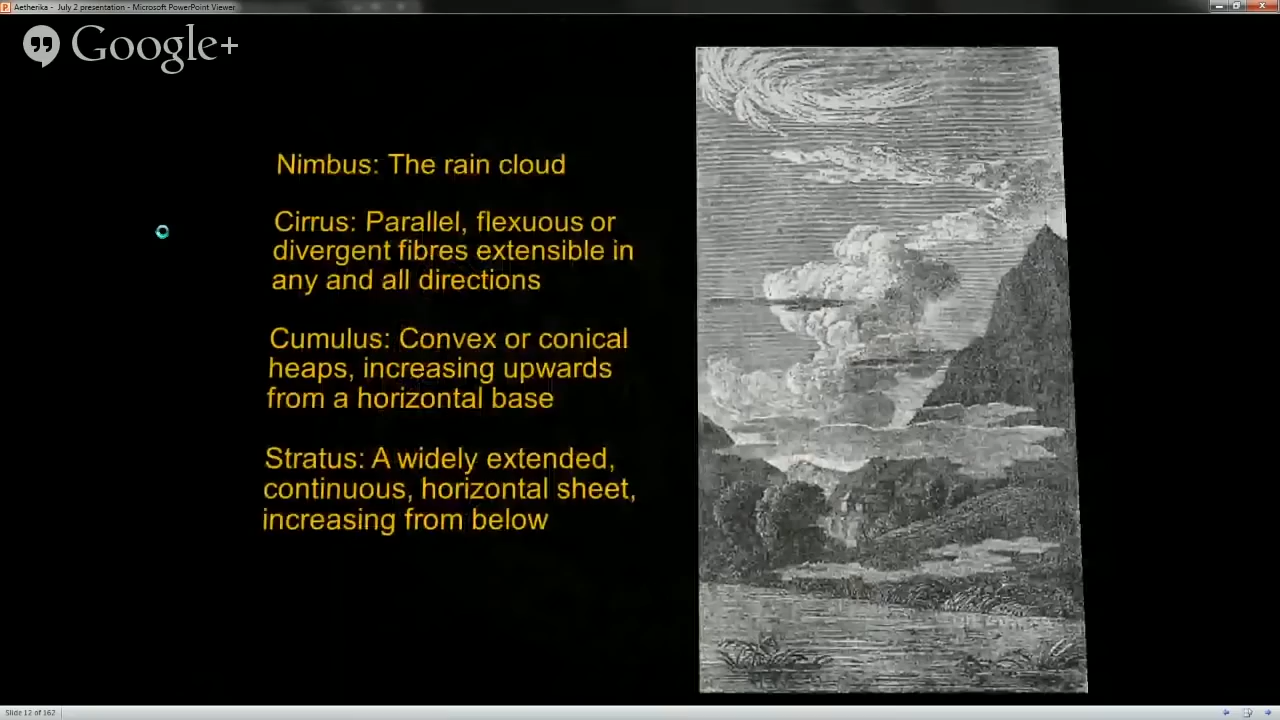 Aetherika - July 2 presentation - Microsoft PowerPoint Viewer
Google+
Nimbus: The rain cloud
Cirrus: Parallel, flexuous or
divergent fibres extensible in
any and all directions
Cumulus: Convex or conical
heaps, increasing upwards
from a horizontal base
Stratus: A widely extended,
continuous, horizontal sheet,
increasing from below
Slide 12 of 162